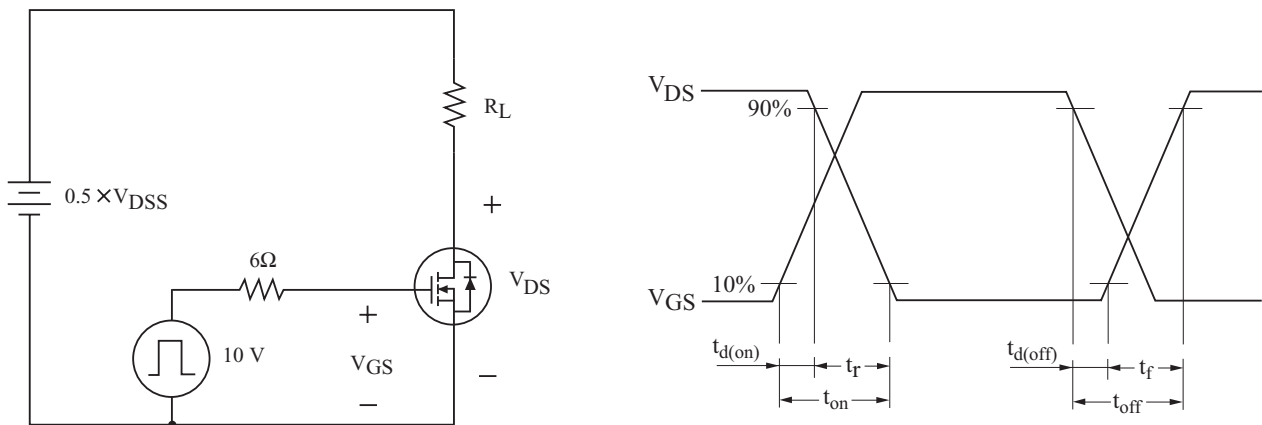 R_L
0.5 ×V_DSS
6Ω
+
V_DS
10 V
+
V_GS
−
−
V_DS
90%
V_GS
10%
t_d(on)
t_r
t_on
t_d(off)
t_f
t_off